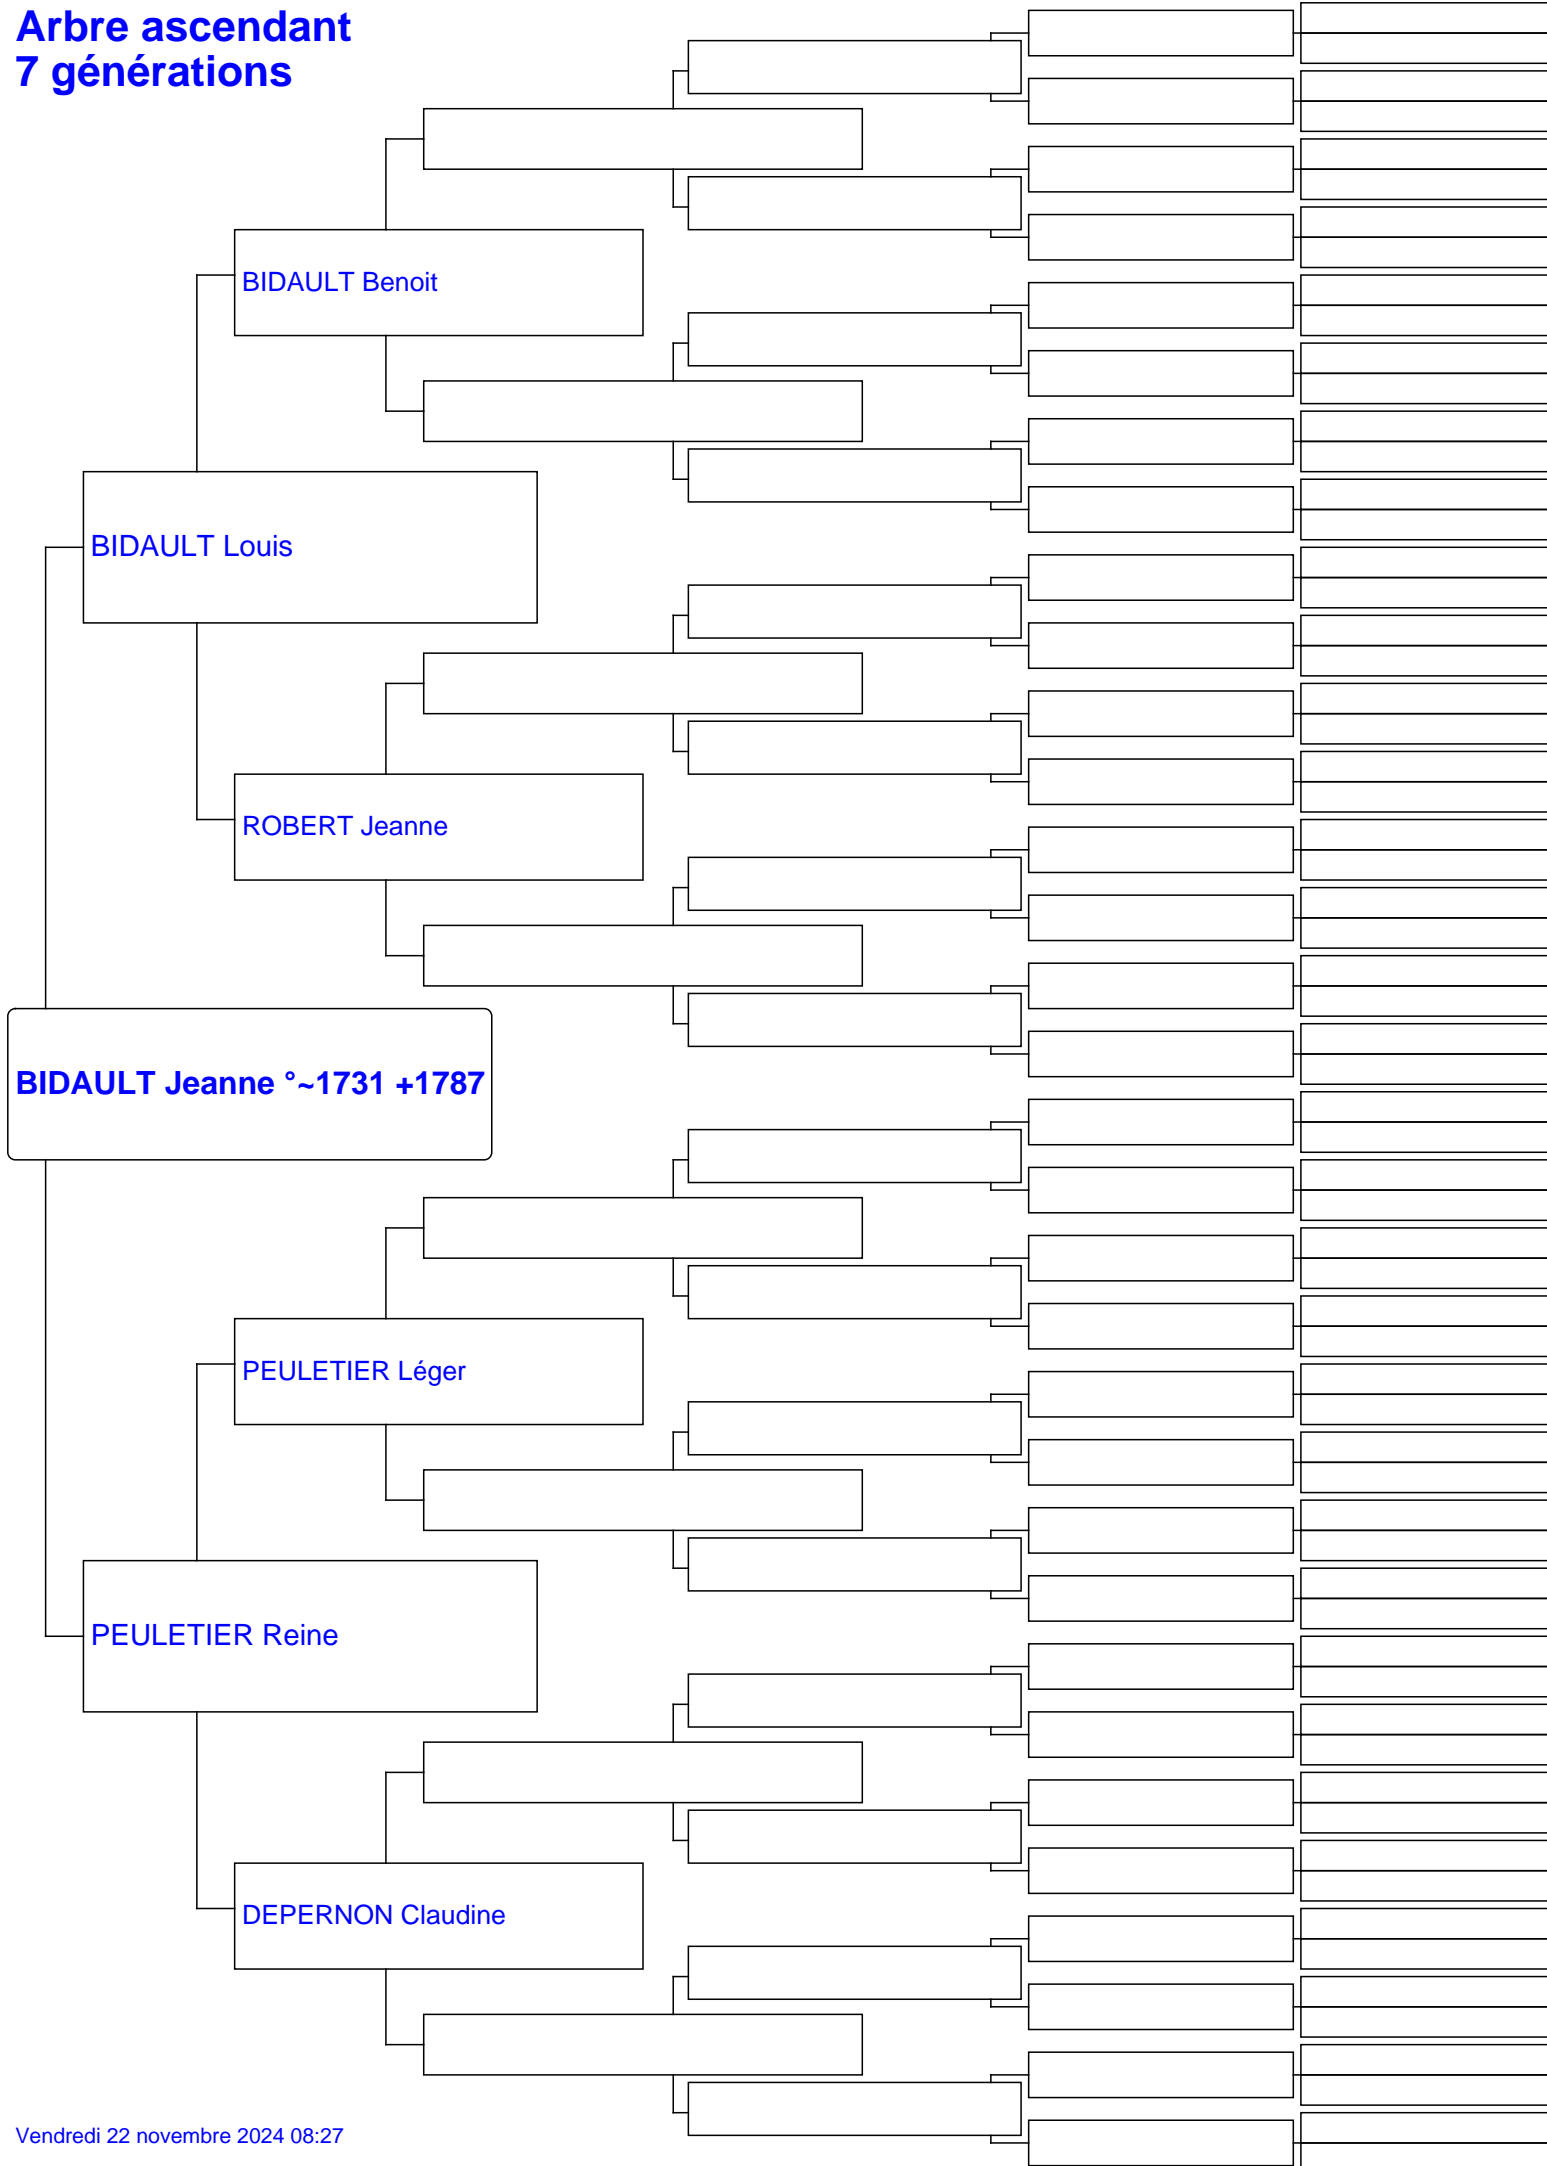 Arbre ascendant
7 générations
BIDAULT Benoit
BIDAULT Louis
ROBERT Jeanne
BIDAULT Jeanne °~1731 +1787
PEULETIER Léger
PEULETIER Reine
DEPERNON Claudine
Vendredi 22 novembre 2024 08:27